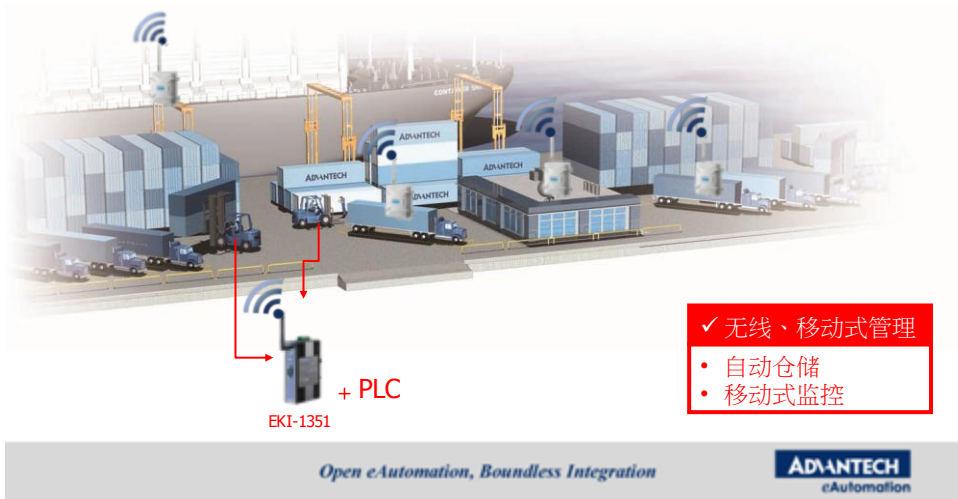 CONTAINER SHIP
ADVANTECH
ADVANTECH
ADVANTECH
ADVANTECH
✓ 无线、移动式管理
• 自动仓储
• 移动式监控
+ PLC
EKI-1351
Open eAutomation, Boundless Integration
ADVANTECH
eAutomation